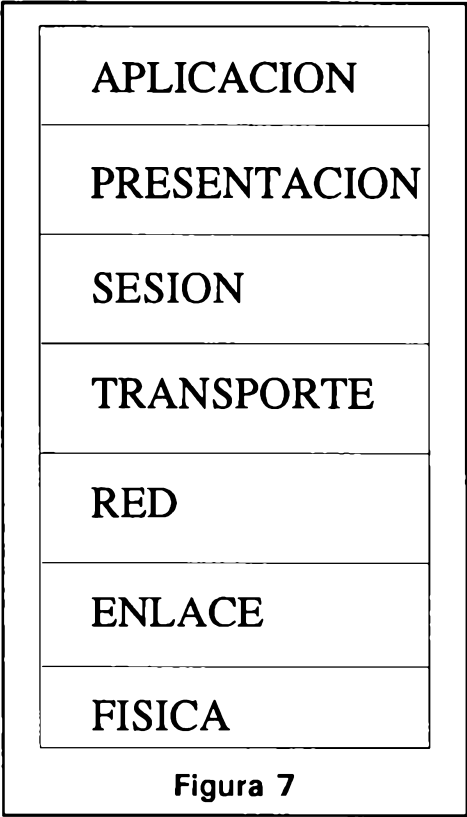 APLICACION
PRESENTACION
SESION
TRANSPORTE
RED
ENLACE
FISICA
Figura 7